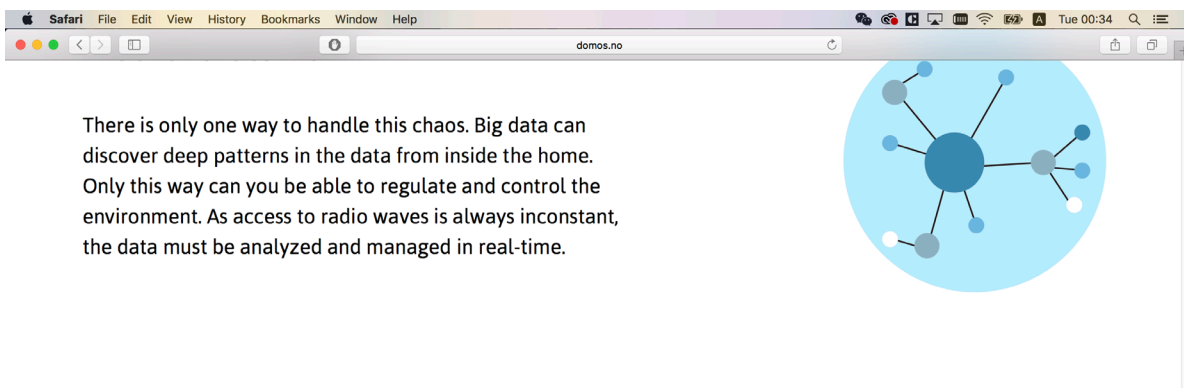 Safari File Edit View History Bookmarks Window Help
Tue 00:34
domos.no
There is only one way to handle this chaos. Big data can
discover deep patterns in the data from inside the home.
Only this way can you be able to regulate and control the
environment. As access to radio waves is always inconstant,
the data must be analyzed and managed in real-time.